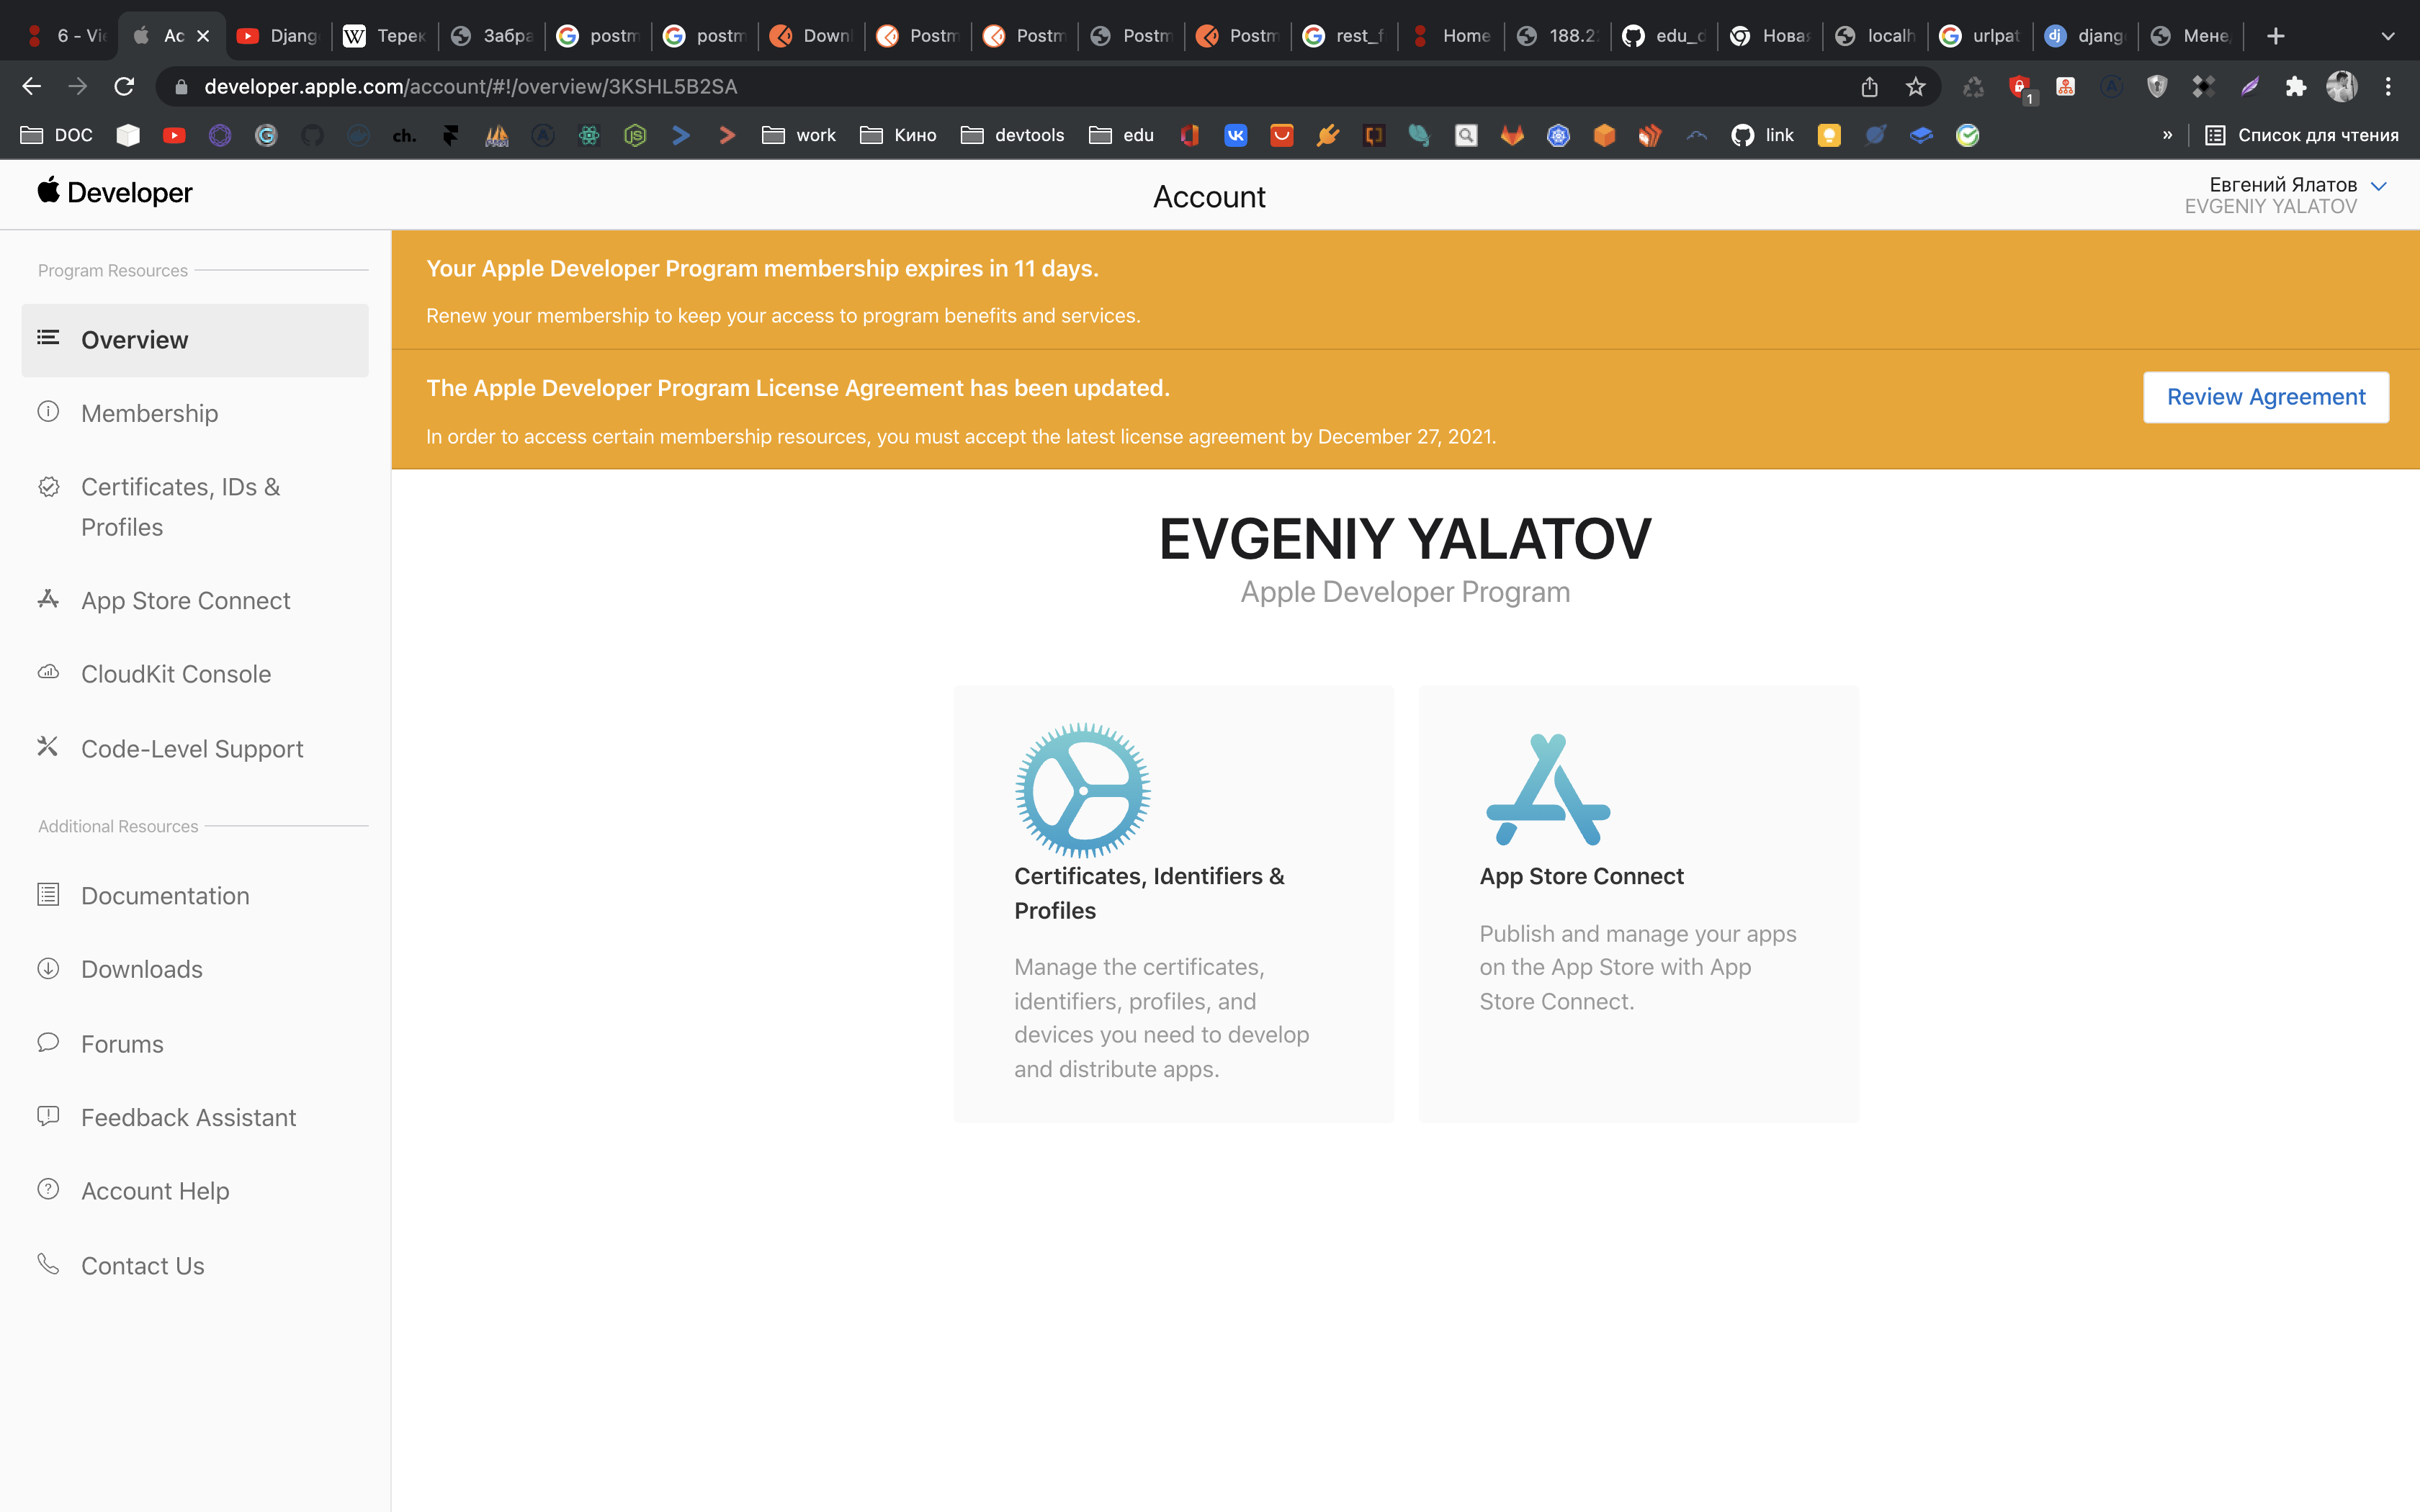 6 - Vie
Ac
Djang
Терек
Забра
postm
postm
Downl
Postm
Postm
Postm
Postm
rest_f
Home
188.2
edu_d
Новая
localh
urlpat
djang
Мене
developer.apple.com/account/#!/overview/3KSHL5B2SA
1
DOC
ch.
work
Кино
devtools
edu
link
»
Список для чтения
Developer
Account
Евгений Ялатов
EVGENIY YALATOV
Program Resources
Overview
Membership
Certificates, IDs &
Profiles
App Store Connect
CloudKit Console
Code-Level Support
Additional Resources
Documentation
Downloads
Forums
Feedback Assistant
Account Help
Contact Us
Your Apple Developer Program membership expires in 11 days.
Renew your membership to keep your access to program benefits and services.
The Apple Developer Program License Agreement has been updated.
Review Agreement
In order to access certain membership resources, you must accept the latest license agreement by December 27, 2021.
EVGENIY YALATOV
Apple Developer Program
Certificates, Identifiers &
Profiles
Manage the certificates,
identifiers, profiles, and
devices you need to develop
and distribute apps.
App Store Connect
Publish and manage your apps
on the App Store with App
Store Connect.